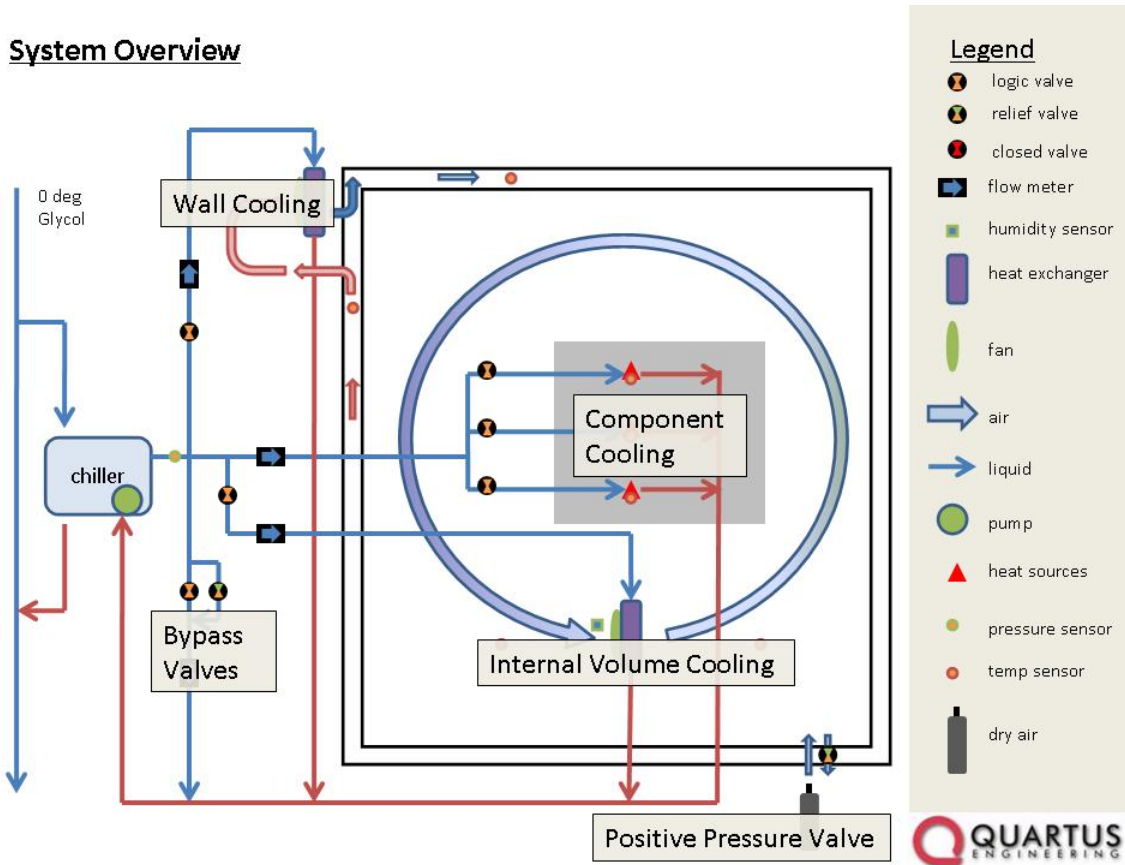 System Overview
0 deg
Glycol
Wall Cooling
chiller
Component
Cooling
Bypass
Valves
Internal Volume Cooling
Positive Pressure Valve
Legend
logic valve
relief valve
closed valve
flow meter
humidity sensor
heat exchanger
fan
air
liquid
pump
heat sources
pressure sensor
temp sensor
dry air
QUARTUS
ENGINEERING